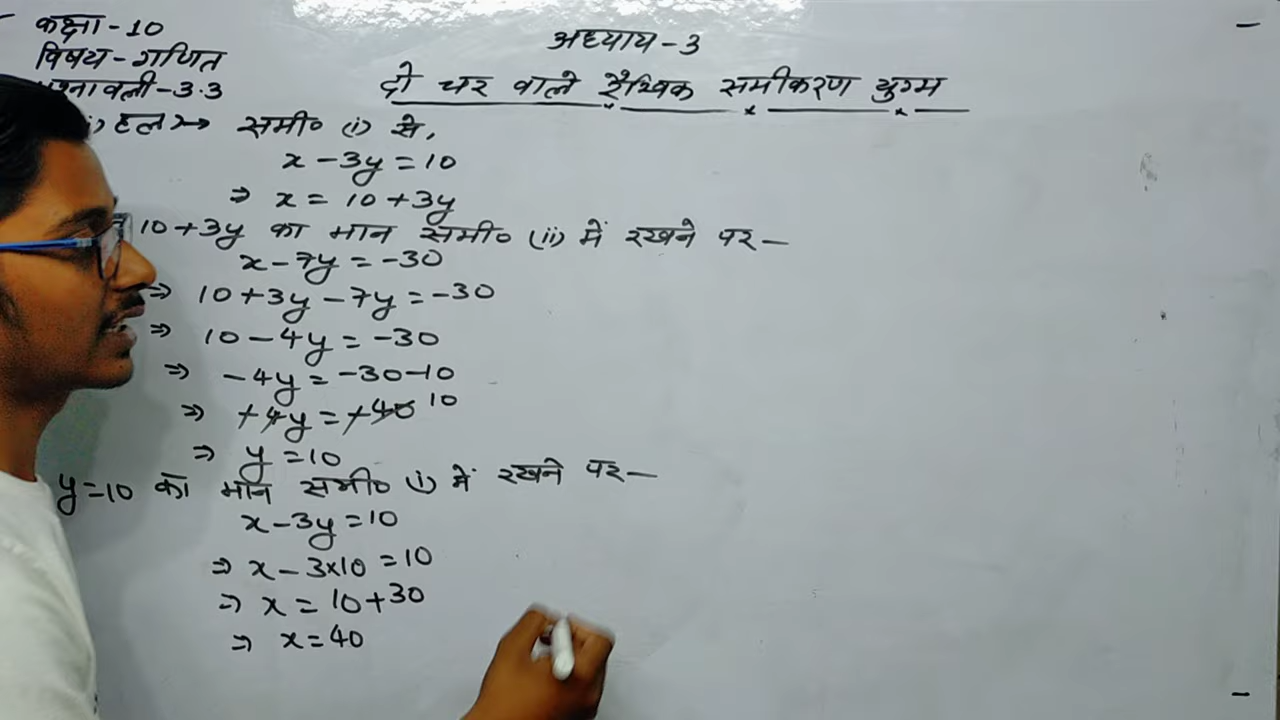 कक्षा-10
विषय-गणित
अध्याय-3
प्रश्नावली-3.3
दो चर वाले रैखिक समीकरण युग्म
हल→ समी० (i) से,
x-3y=10
⇒ x= 10+3y
10+3y का मान समी० (ii) में रखने पर-
x-7y=-30
⇒ 10+3y-7y=-30
⇒ 10-4y=-30
⇒ -4y=-30-10
⇒ -4y=-40 10
⇒ y=10
y=10 का मान समी० (i) में रखने पर-
x-3y=10
⇒ x-3×10=10
⇒ x=10+30
⇒ x=40